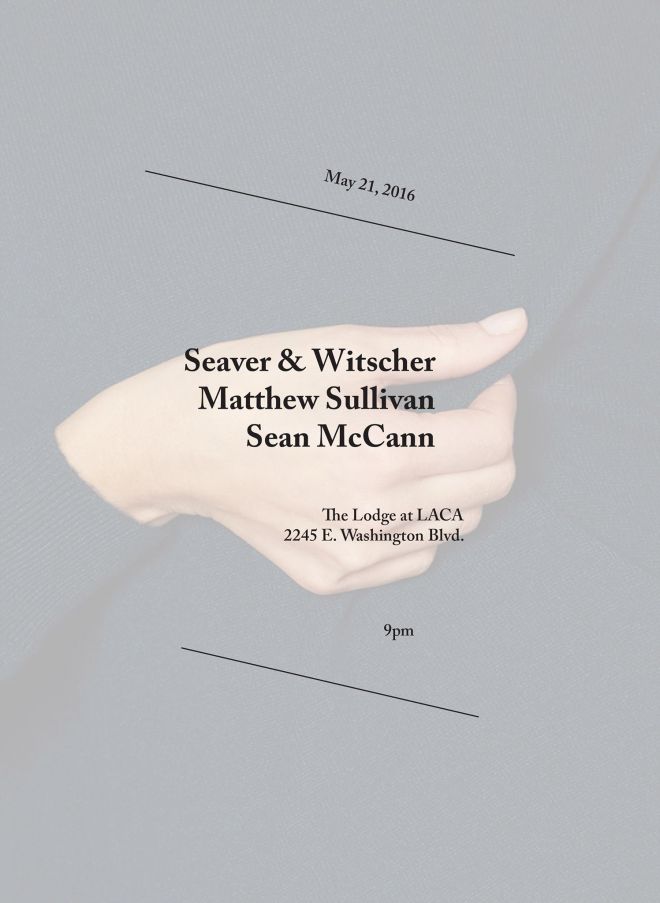 May 21, 2016
Seaver & Witscher
Matthew Sullivan
Sean McCann
The Lodge at LACA
2245 E. Washington Blvd.
9pm